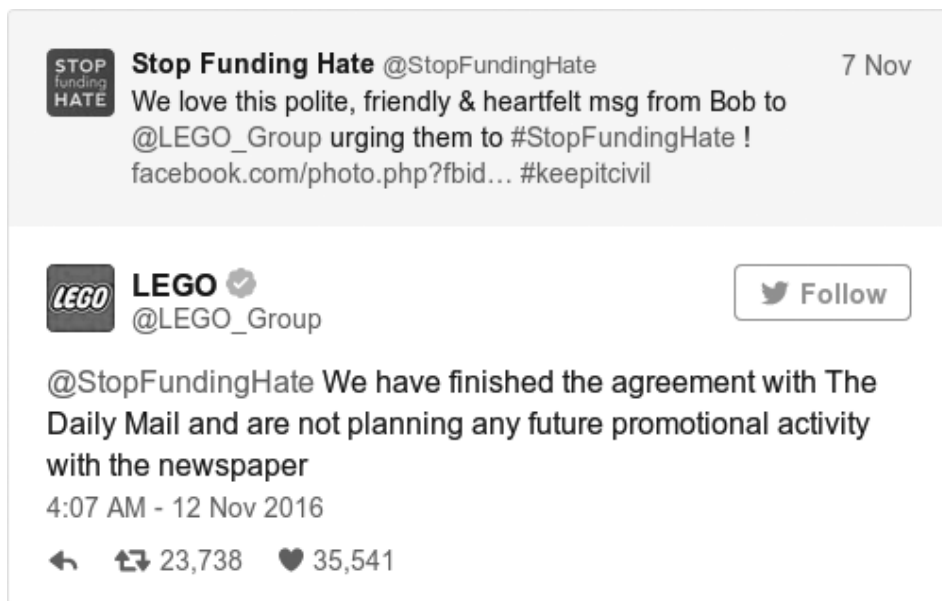 STOP
funding
HATE
Stop Funding Hate @StopFundingHate 7 Nov
We love this polite, friendly & heartfelt msg from Bob to
@LEGO_Group urging them to #StopFundingHate !
facebook.com/photo.php?fbid… #keepitcivil
LEGO
LEGO
@LEGO_Group
Follow
@StopFundingHate We have finished the agreement with The
Daily Mail and are not planning any future promotional activity
with the newspaper
4:07 AM - 12 Nov 2016
23,738 35,541